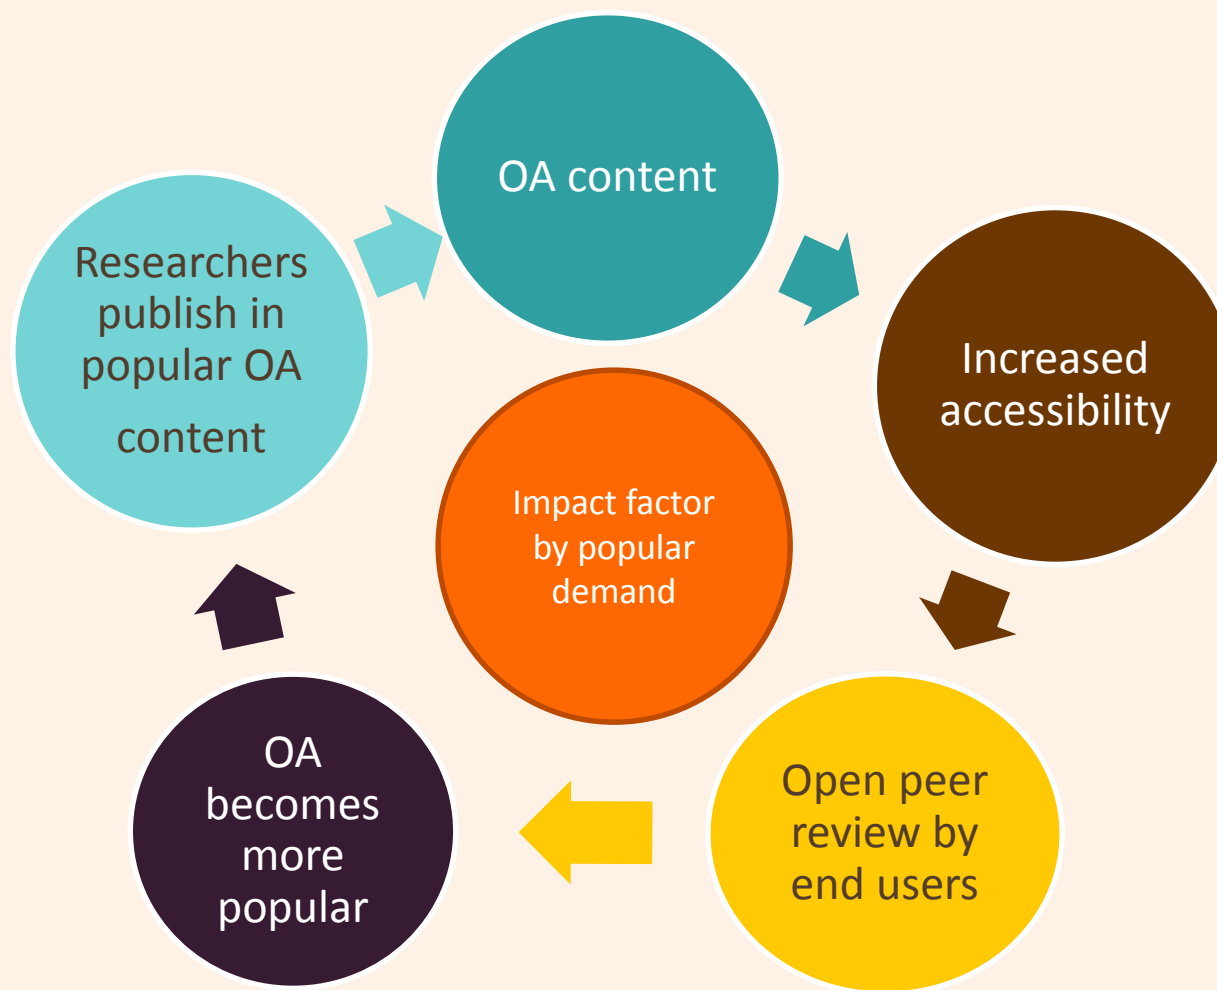 OA content
Increased
accessibility
Open peer
review by
end users
OA
becomes
more
popular
Researchers
publish in
popular OA
content
Impact factor
by popular
demand